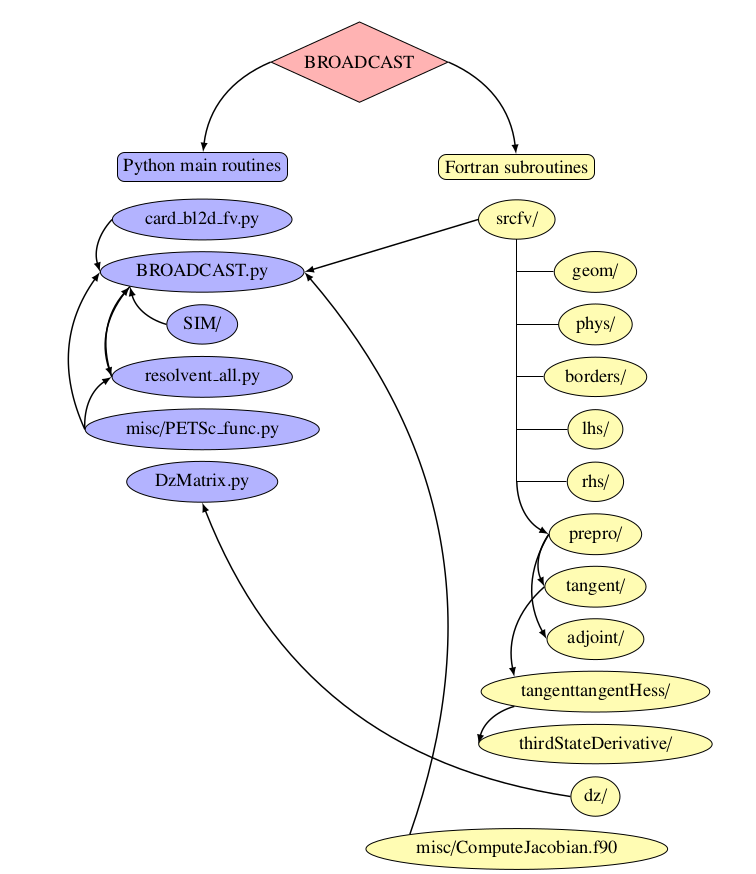 BROADCAST
Python main routines
Fortran subroutines
card_bl2d_fv.py
srcfv/
BROADCAST.py
geom/
SIM/
phys/
resolvent_all.py
borders/
misc/PETSc_func.py
lhs/
DzMatrix.py
rhs/
prepro/
tangent/
adjoint/
tangenttangentHess/
thirdStateDerivative/
dz/
misc/ComputeJacobian.f90